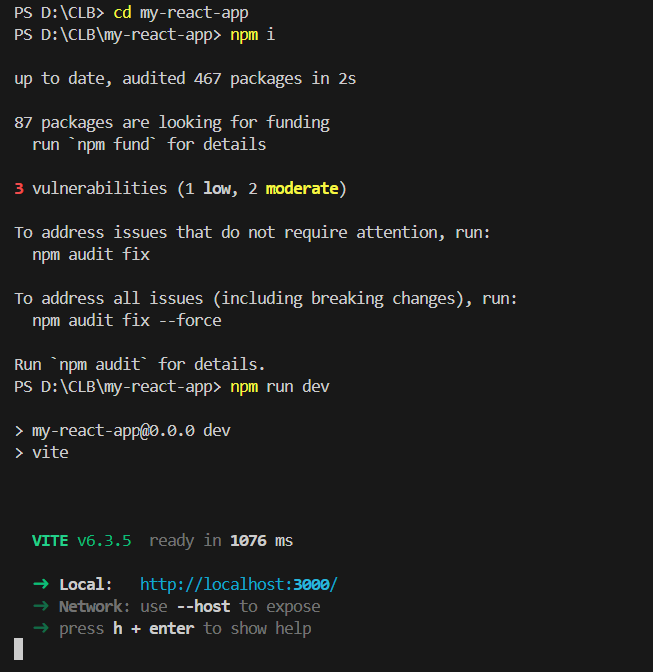 PS D:\CLB> cd my-react-app
PS D:\CLB\my-react-app> npm i
up to date, audited 467 packages in 2s
87 packages are looking for funding
run `npm fund` for details
3 vulnerabilities (1 low, 2 moderate)
To address issues that do not require attention, run:
npm audit fix
To address all issues (including breaking changes), run:
npm audit fix --force
Run `npm audit` for details.
PS D:\CLB\my-react-app> npm run dev
> my-react-app@0.0.0 dev
> vite
VITE v6.3.5 ready in 1076 ms
➜ Local: http://localhost:3000/
➜ Network: use --host to expose
➜ press h + enter to show help